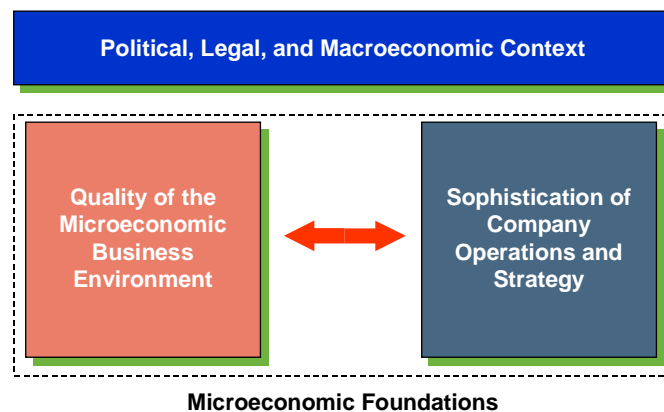 Political, Legal, and Macroeconomic Context
Quality of the
Microeconomic
Business
Environment
Sophistication of
Company
Operations and
Strategy
Microeconomic Foundations